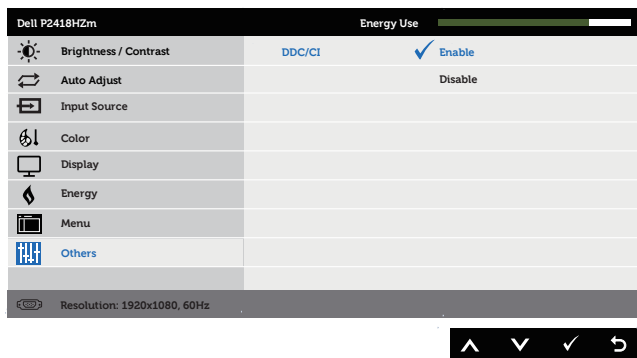 Dell P2418HZm Energy Use
Brightness / Contrast DDC/CI Enable
Auto Adjust Disable
Input Source
Color
Display
Energy
Menu
Others
Resolution: 1920x1080, 60Hz